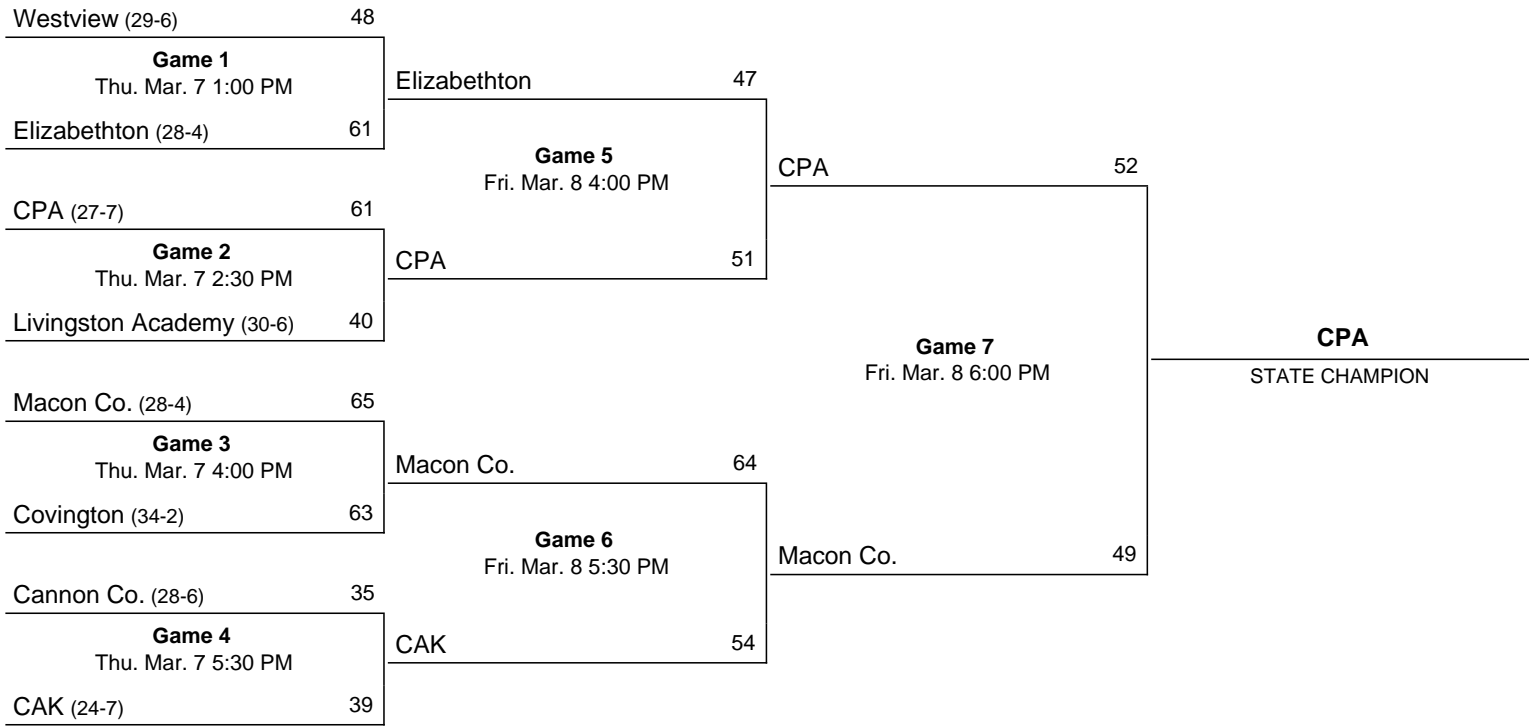 Westview (29-6) 48
Game 1
Thu. Mar. 7 1:00 PM
Elizabethton (28-4) 61
CPA (27-7) 61
Game 2
Thu. Mar. 7 2:30 PM
Livingston Academy (30-6) 40
Macon Co. (28-4) 65
Game 3
Thu. Mar. 7 4:00 PM
Covington (34-2) 63
Cannon Co. (28-6) 35
Game 4
Thu. Mar. 7 5:30 PM
CAK (24-7) 39
Elizabethton 47
Game 5
Fri. Mar. 8 4:00 PM
CPA 51
Macon Co. 64
Game 6
Fri. Mar. 8 5:30 PM
CAK 54
CPA 52
Game 7
Fri. Mar. 8 6:00 PM
Macon Co. 49
CPA
STATE CHAMPION